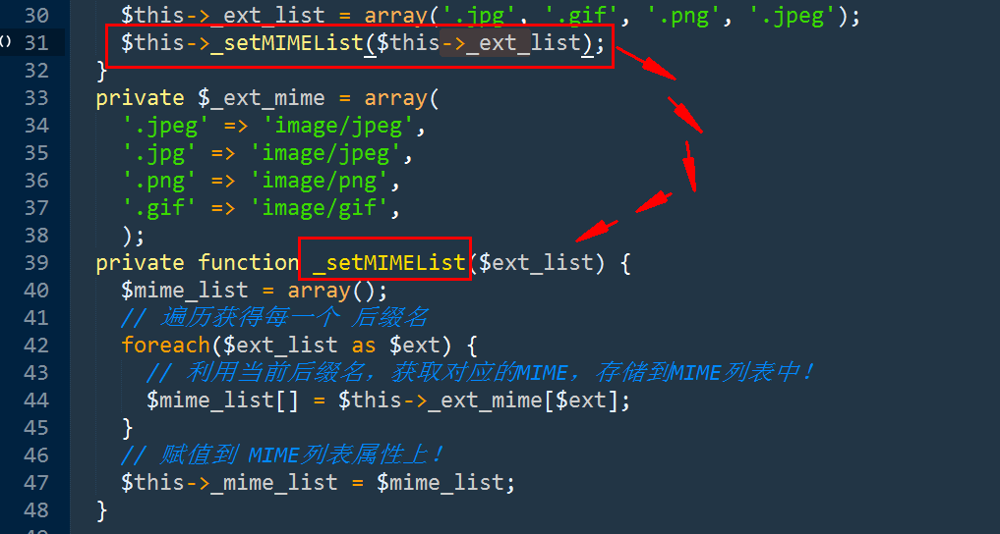 30 $this->_ext_list = array('.jpg', '.gif', '.png', '.jpeg');
() 31 $this->_setMIMEList($this->_ext_list);
32 }
33 private $_ext_mime = array(
34 '.jpeg' => 'image/jpeg',
35 '.jpg' => 'image/jpeg',
36 '.png' => 'image/png',
37 '.gif' => 'image/gif',
38 );
39 private function _setMIMEList($ext_list) {
40 $mime_list = array();
41 // 遍历获得每一个 后缀名
42 foreach($ext_list as $ext) {
43 // 利用当前后缀名，获取对应的MIME，存储到MIME列表中！
44 $mime_list[] = $this->_ext_mime[$ext];
45 }
46 // 赋值到 MIME列表属性上！
47 $this->_mime_list = $mime_list;
48 }